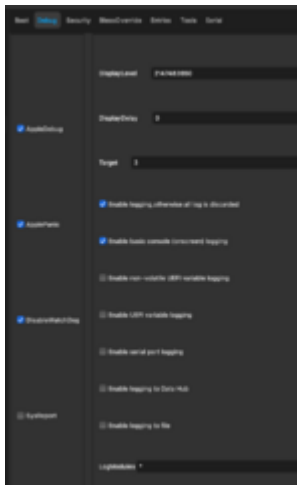 Boot Debug Security MiscOverride Entries Tools Serial
DisplayLevel 2147483650
DisplayDelay 0
AppleDebug
Target 3
Enable logging, otherwise all log is discarded
ApplePanic
Enable basic console (onscreen) logging
Enable non-volatile UEFI variable logging
DisableWatchDog
Enable UEFI variable logging
Enable serial port logging
Enable logging to Data Hub
SysReport
Enable logging to file
LogModules *